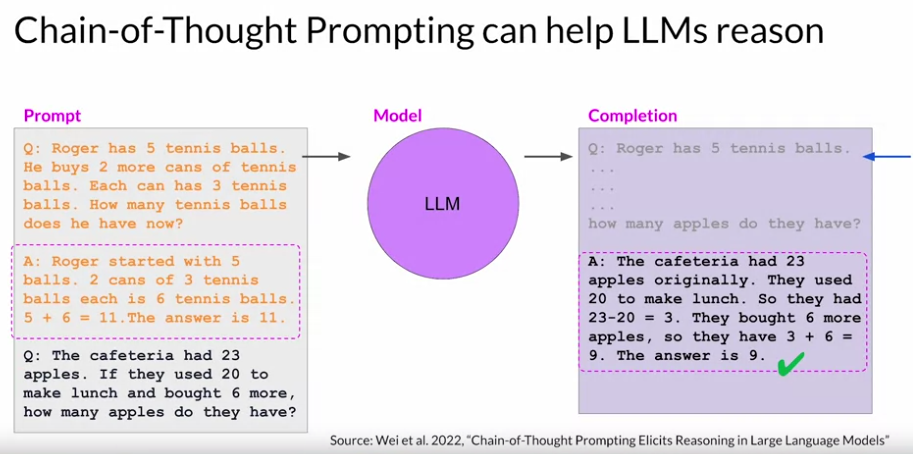 Chain-of-Thought Prompting can help LLMs reason
Prompt
Q: Roger has 5 tennis balls.
He buys 2 more cans of tennis
balls. Each can has 3 tennis
balls. How many tennis balls
does he have now?
A: Roger started with 5
balls. 2 cans of 3 tennis
balls each is 6 tennis balls.
5 + 6 = 11.The answer is 11.
Q: The cafeteria had 23
apples. If they used 20 to
make lunch and bought 6 more,
how many apples do they have?
Model
LLM
Completion
Q: Roger has 5 tennis balls.
...
...
...
how many apples do they have?
A: The cafeteria had 23
apples originally. They used
20 to make lunch. So they had
23-20 = 3. They bought 6 more
apples, so they have 3 + 6 =
9. The answer is 9.
Source: Wei et al. 2022, "Chain-of-Thought Prompting Elicits Reasoning in Large Language Models"